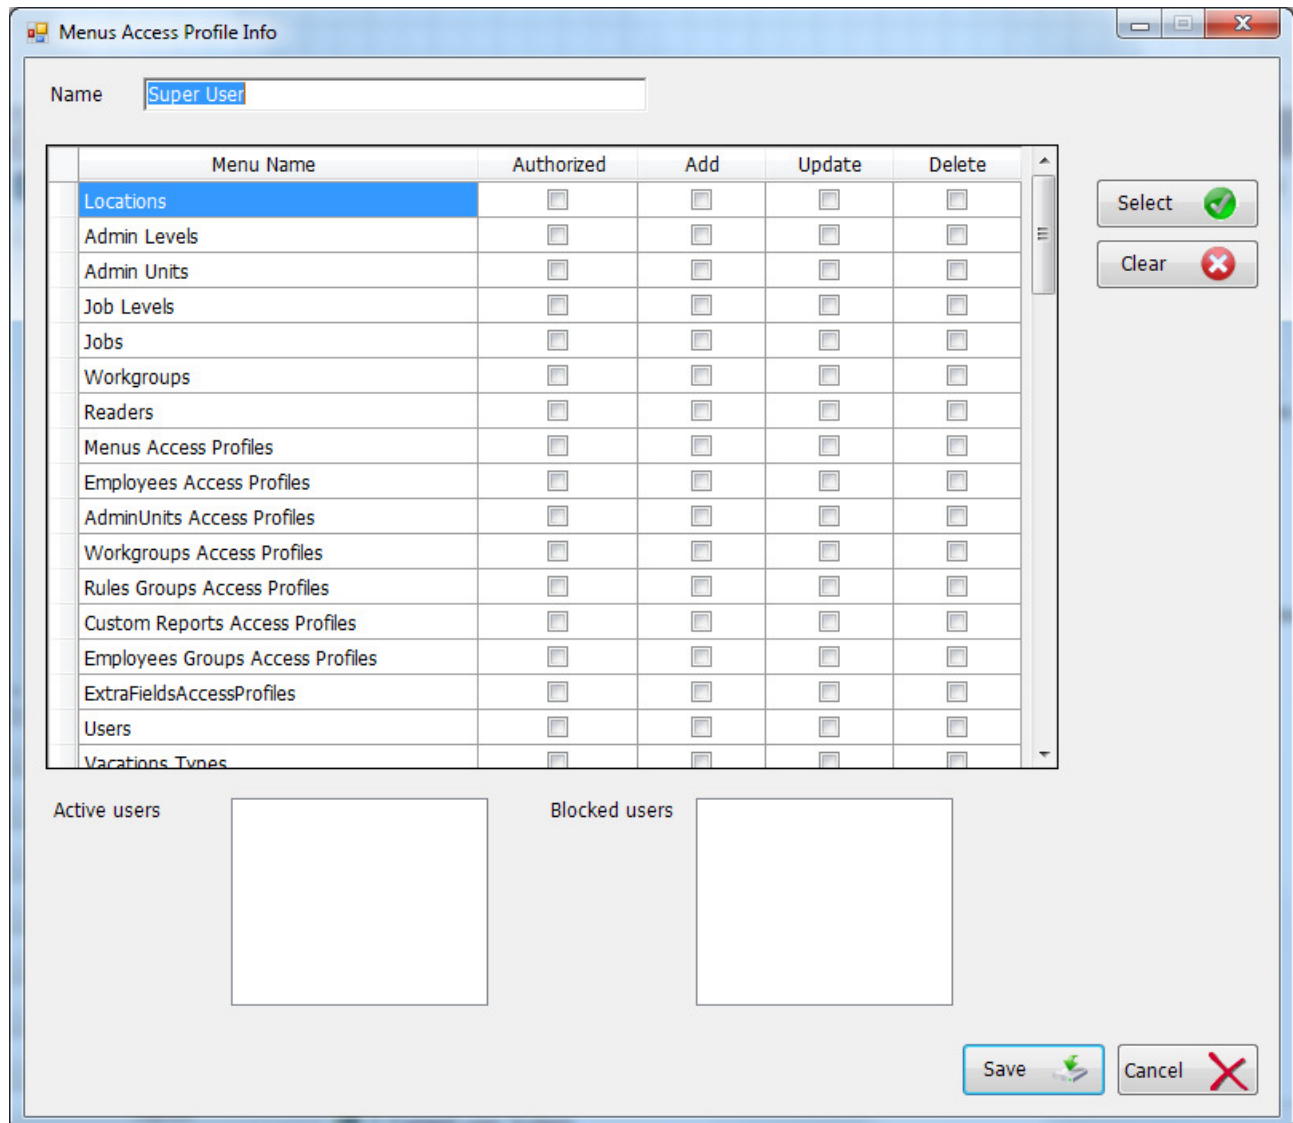 Menus Access Profile Info
Name Super User
Menu Name Authorized Add Update Delete
Locations
Select
Admin Levels
Admin Units
Clear
Job Levels
Jobs
Workgroups
Readers
Menus Access Profiles
Employees Access Profiles
AdminUnits Access Profiles
Workgroups Access Profiles
Rules Groups Access Profiles
Custom Reports Access Profiles
Employees Groups Access Profiles
ExtraFieldsAccessProfiles
Users
Vacations Types
Active users Blocked users
Save Cancel